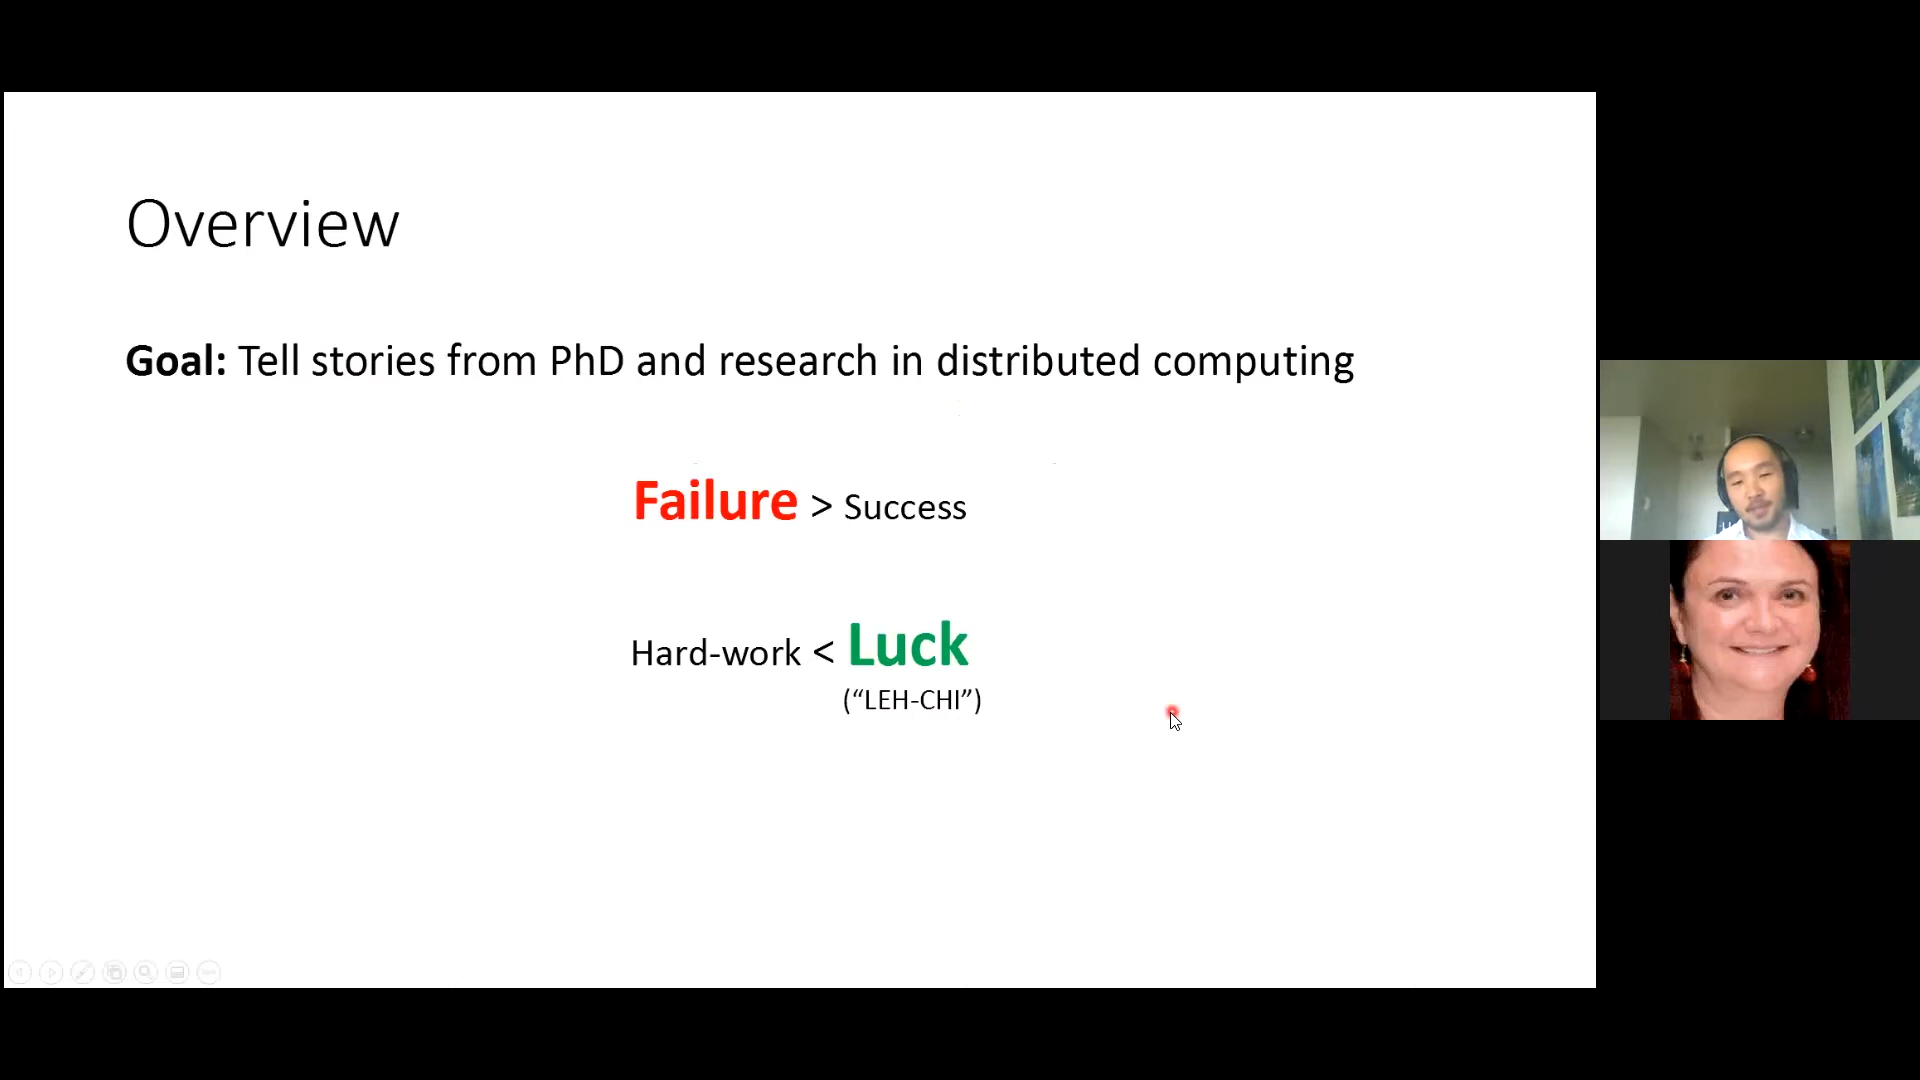 Overview
Goal: Tell stories from PhD and research in distributed computing
Failure > Success
Hard-work < Luck
(“LEH-CHI”)